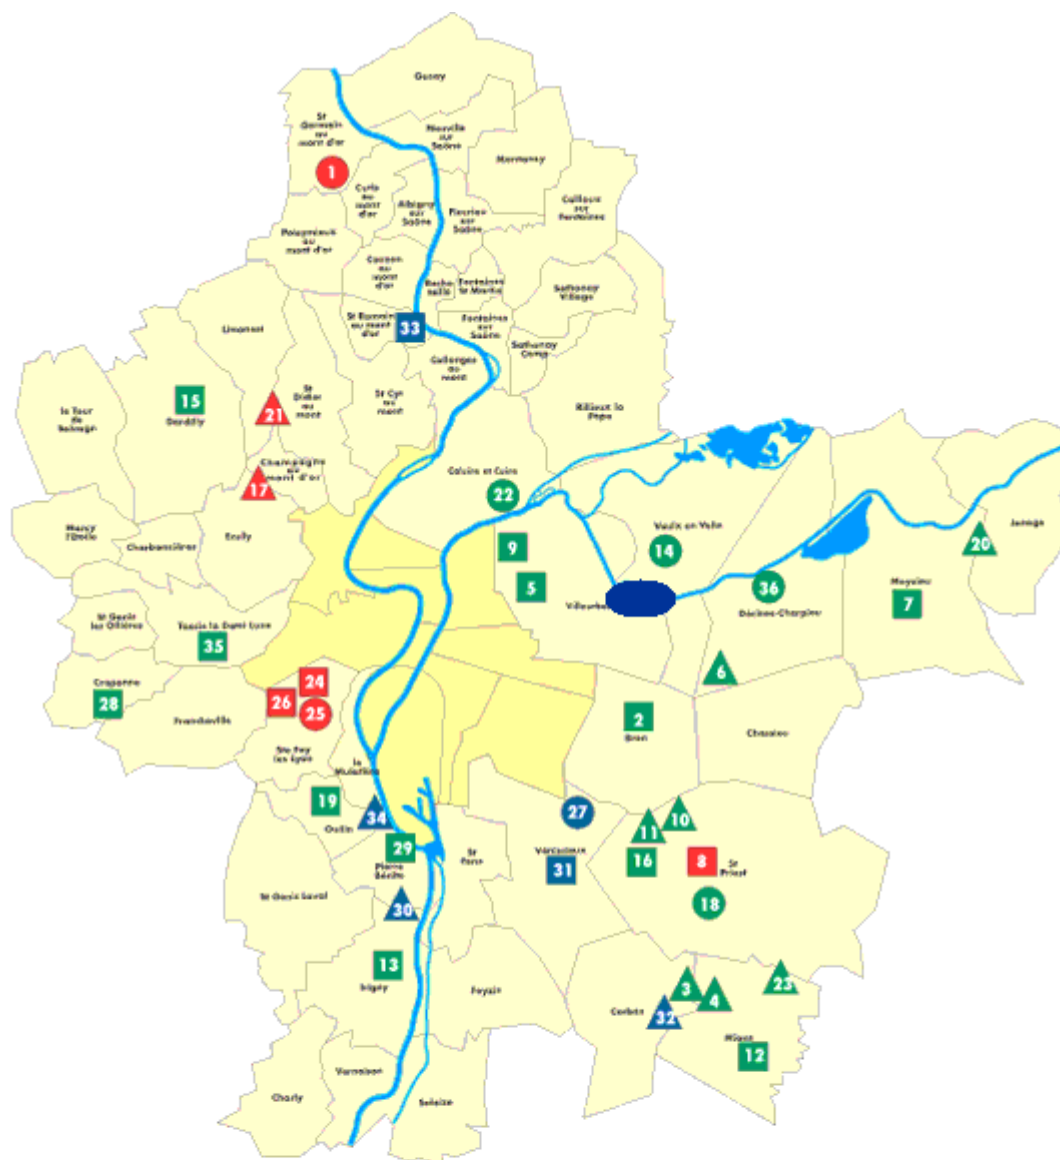 Genay
St
Germain
au
mont d'or
1
Neuville
sur
Saône
Montanay
Curis
au
mont d'or
Albigny
sur
Saône
Fleurieu
sur
Saône
Cailloux
sur
Fontaines
Poleymieux
au
mont d'or
Couzon
au
mont
d'or
Roche
taillée
Fontaines
St Martin
Sathonay
Village
Limonest
St Romain
au mont
d'or
33
Fontaines
sur
Saône
Sathonay
Camp
Collonges
au
mont
la Tour
de
Salvagny
15
Dardilly
21
St
Didier
au
mont
St Cyr
au
mont
Rillieux la
Pape
Champagne
au
mont d'or
17
Caluire et Cuire
22
Marcy
l'Etoile
Charbonnières
Ecully
9
5
Vaulx en Velin
14
20
Jonage
Villeurba
36
Décines-Charpieu
Meyzieu
7
St Genis
les Ollières
Tassin la Demi Lune
35
6
Craponne
28
Francheville
24
26
25
Ste Foy
les Lyon
la
Mulatière
2
Bron
Chassieu
19
Oullins
34
27
11
10
29
Pierre
Bénite
St
Fons
Vénissieux
31
16
8
St
Priest
18
St Genis Laval
30
13
Irigny
Feyzin
Corbas
3
4
23
32
Mions
12
Charly
Vernaison
Solaize